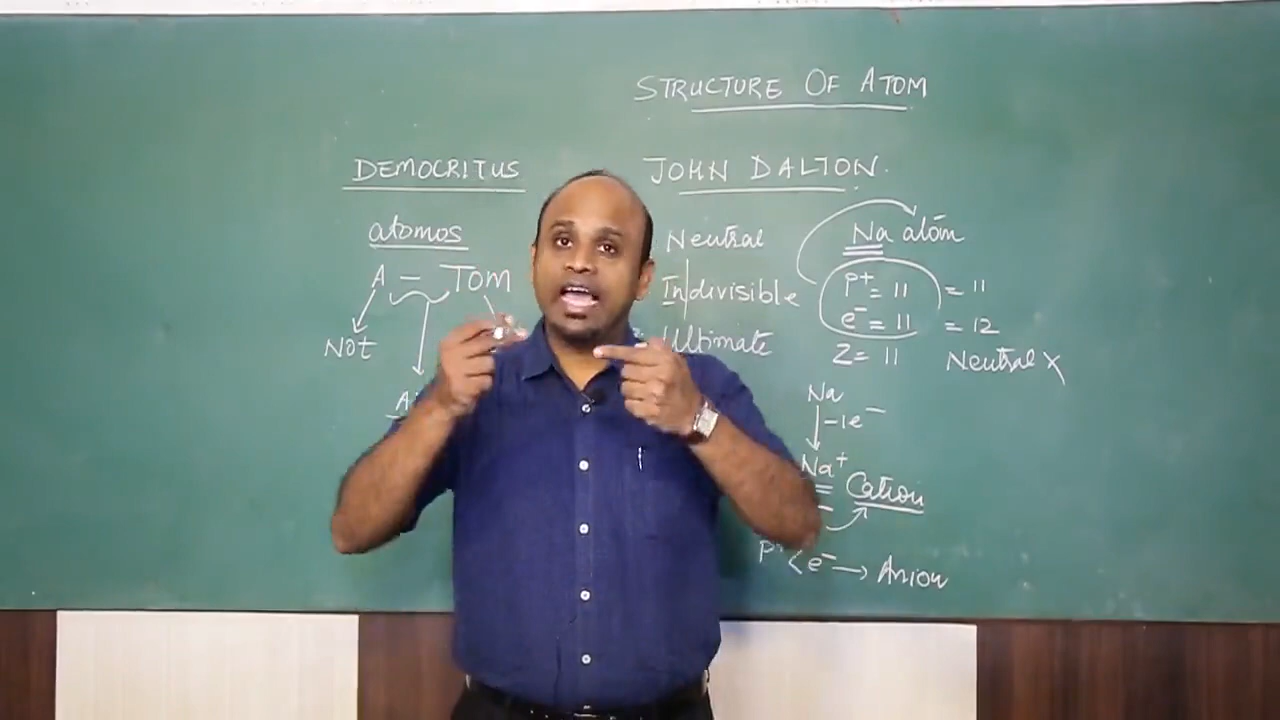 STRUCTURE OF ATOM
DEMOCRITUS
atomos
A – TOM
NOT
JOHN DALTON.
Neutral
Indivisible
Ultimate
Na atom
p+ = 11 = 11
e- = 11 = 12
Z = 11 Neutral X
Na
-1e-
Na+
Cation
p+ < e- → Anion